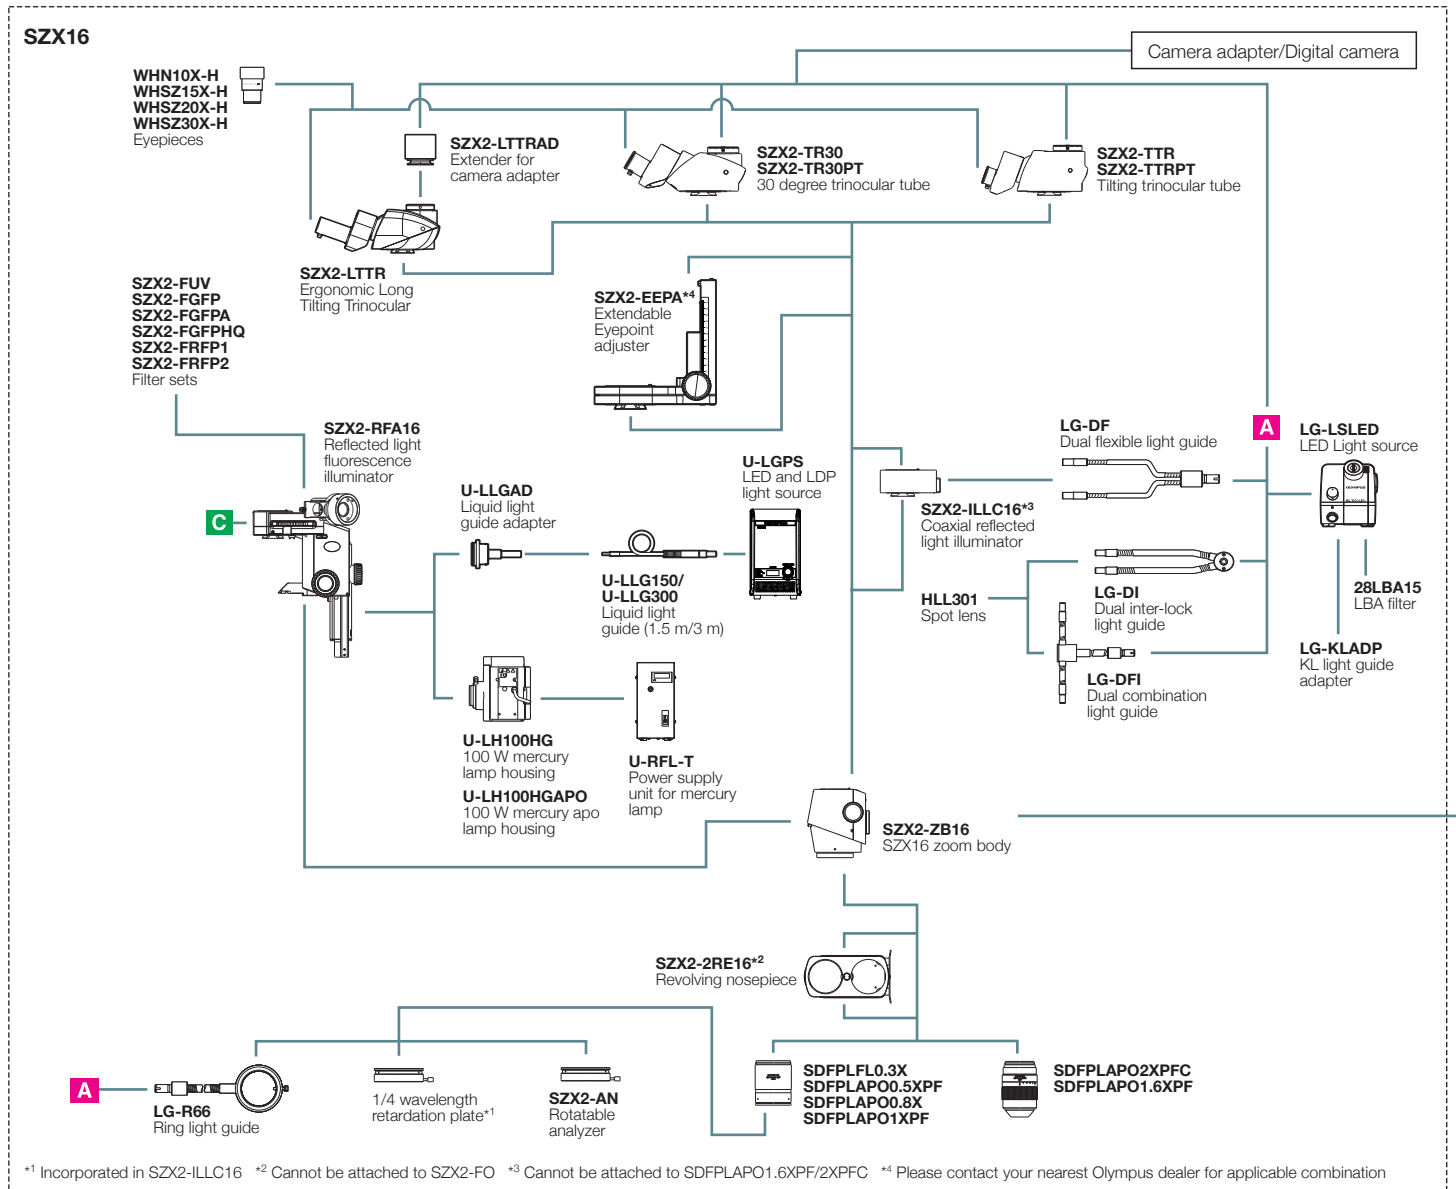 SZX16
Camera adapter/Digital camera
WHN10X-H
WHSZ15X-H
WHSZ20X-H
WHSZ30X-H
Eyepieces
SZX2-LTTRAD
Extender for
camera adapter
SZX2-TR30
SZX2-TR30PT
30 degree trinocular tube
SZX2-TTR
SZX2-TTRPT
Tilting trinocular tube
SZX2-LTTR
Ergonomic Long
Tilting Trinocular
SZX2-FUV
SZX2-FGFP
SZX2-FGFPA
SZX2-FGFPHQ
SZX2-FRFP1
SZX2-FRFP2
Filter sets
SZX2-EEPA*4
Extendable
Eyepoint
adjuster
SZX2-RFA16
Reflected light
fluorescence
illuminator
C
U-LLGAD
Liquid light
guide adapter
U-LLG150/
U-LLG300
Liquid light
guide (1.5 m/3 m)
U-LGPS
LED and LDP
light source
SZX2-ILLC16*3
Coaxial reflected
light illuminator
LG-DF
Dual flexible light guide
A
LG-LSLED
LED Light source
HLL301
Spot lens
LG-DI
Dual inter-lock
light guide
LG-DFI
Dual combination
light guide
28LBA15
LBA filter
LG-KLADP
KL light guide
adapter
U-LH100HG
100 W mercury
lamp housing
U-LH100HGAPO
100 W mercury apo
lamp housing
U-RFL-T
Power supply
unit for mercury
lamp
SZX2-ZB16
SZX16 zoom body
SZX2-2RE16*2
Revolving nosepiece
A
LG-R66
Ring light guide
1/4 wavelength
retardation plate*1
SZX2-AN
Rotatable
analyzer
SDFPLFL0.3X
SDFPLAPO0.5XPF
SDFPLAPO0.8X
SDFPLAPO1XPF
SDFPLAPO2XPFC
SDFPLAPO1.6XPF
*1 Incorporated in SZX2-ILLC16 *2 Cannot be attached to SZX2-FO *3 Cannot be attached to SDFPLAPO1.6XPF/2XPFC *4 Please contact your nearest Olympus dealer for applicable combination